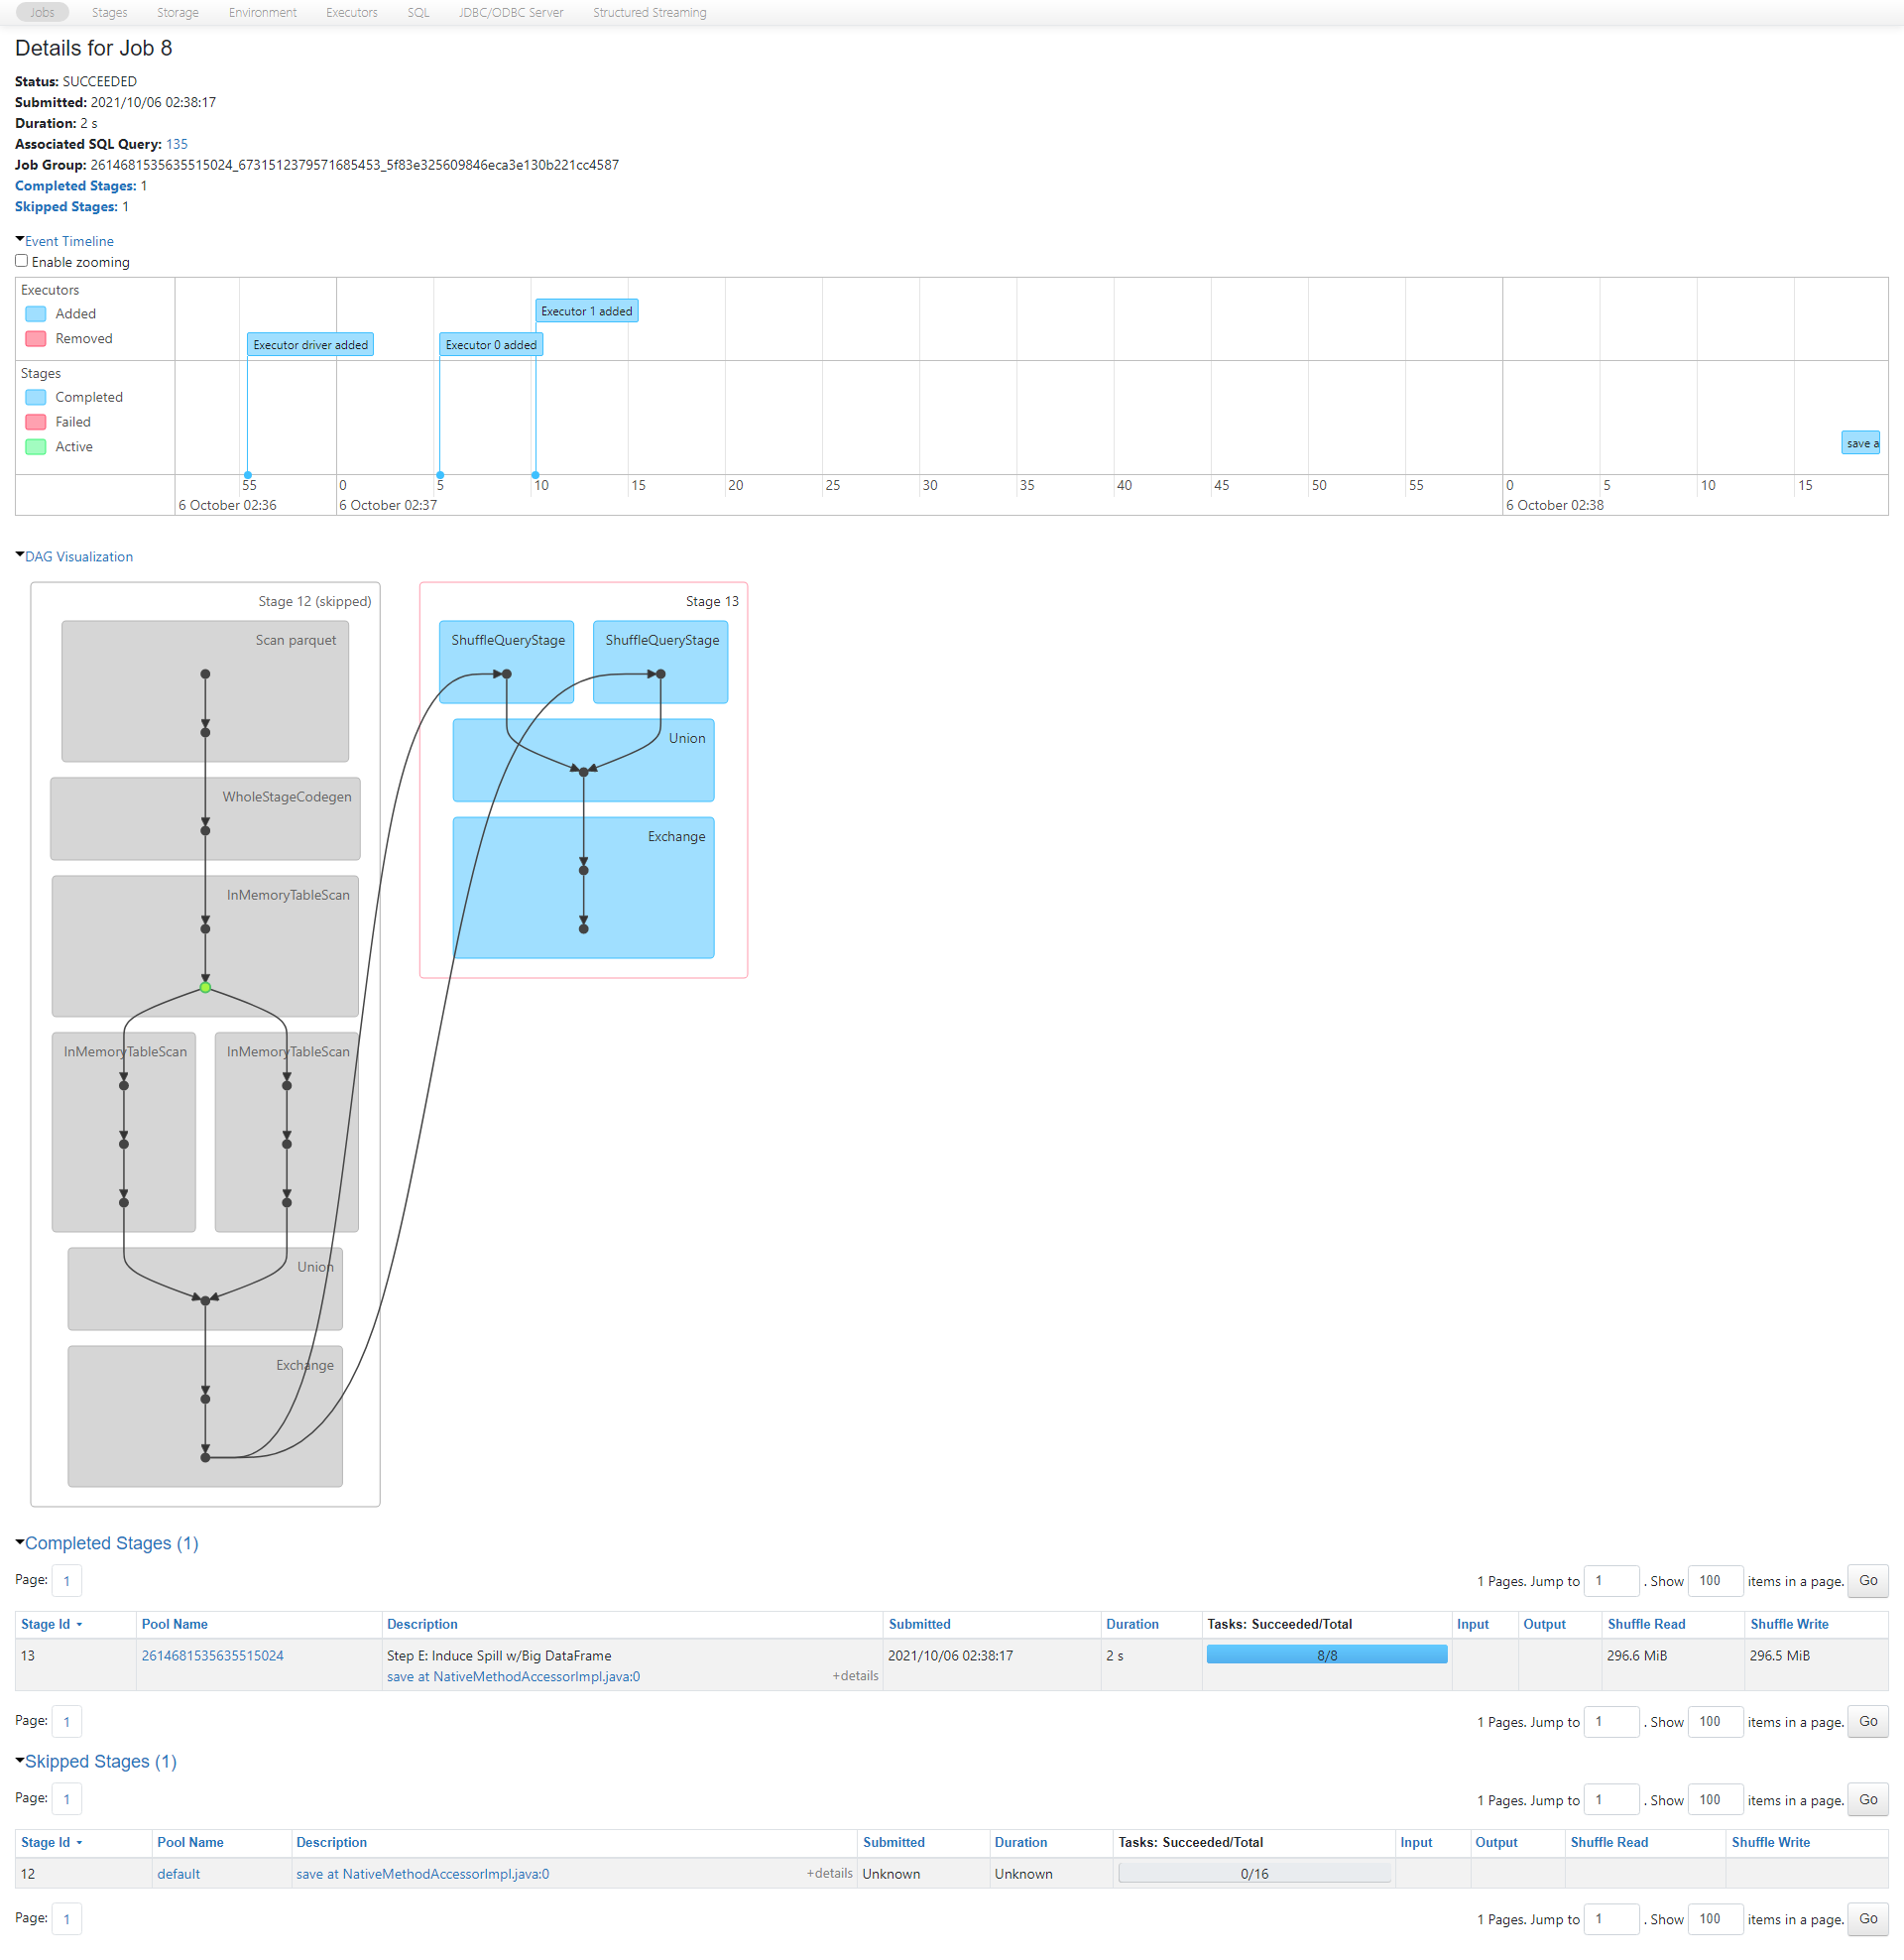 Jobs Stages Storage Environment Executors SQL JDBC/ODBC Server Structured Streaming
Details for Job 8
Status: SUCCEEDED
Submitted: 2021/10/06 02:38:17
Duration: 2 s
Associated SQL Query: 135
Job Group: 2614681535635515024_6731512379571685453_5f83e325609846eca3e130b221cc4587
Completed Stages: 1
Skipped Stages: 1
Event Timeline
Enable zooming
Executors
Added
Removed
Executor driver added
Executor 0 added
Executor 1 added
Stages
Completed
Failed
Active
save a
55 0 5 10 15 20 25 30 35 40 45 50 55 0 5 10 15
6 October 02:36 6 October 02:37 6 October 02:38
DAG Visualization
Stage 12 (skipped)
Scan parquet
WholeStageCodegen
InMemoryTableScan
InMemoryTableScan InMemoryTableScan
Union
Exchange
Stage 13
ShuffleQueryStage ShuffleQueryStage
Union
Exchange
Completed Stages (1)
Page: 1 1 Pages. Jump to 1 . Show 100 items in a page. Go
Stage Id Pool Name Description Submitted Duration Tasks: Succeeded/Total Input Output Shuffle Read Shuffle Write
13 2614681535635515024 Step E: Induce Spill w/Big DataFrame 2021/10/06 02:38:17 2 s 8/8 296.6 MiB 296.5 MiB
save at NativeMethodAccessorImpl.java:0 +details
Page: 1 1 Pages. Jump to 1 . Show 100 items in a page. Go
Skipped Stages (1)
Page: 1 1 Pages. Jump to 1 . Show 100 items in a page. Go
Stage Id Pool Name Description Submitted Duration Tasks: Succeeded/Total Input Output Shuffle Read Shuffle Write
12 default save at NativeMethodAccessorImpl.java:0 +details Unknown Unknown 0/16
Page: 1 1 Pages. Jump to 1 . Show 100 items in a page. Go